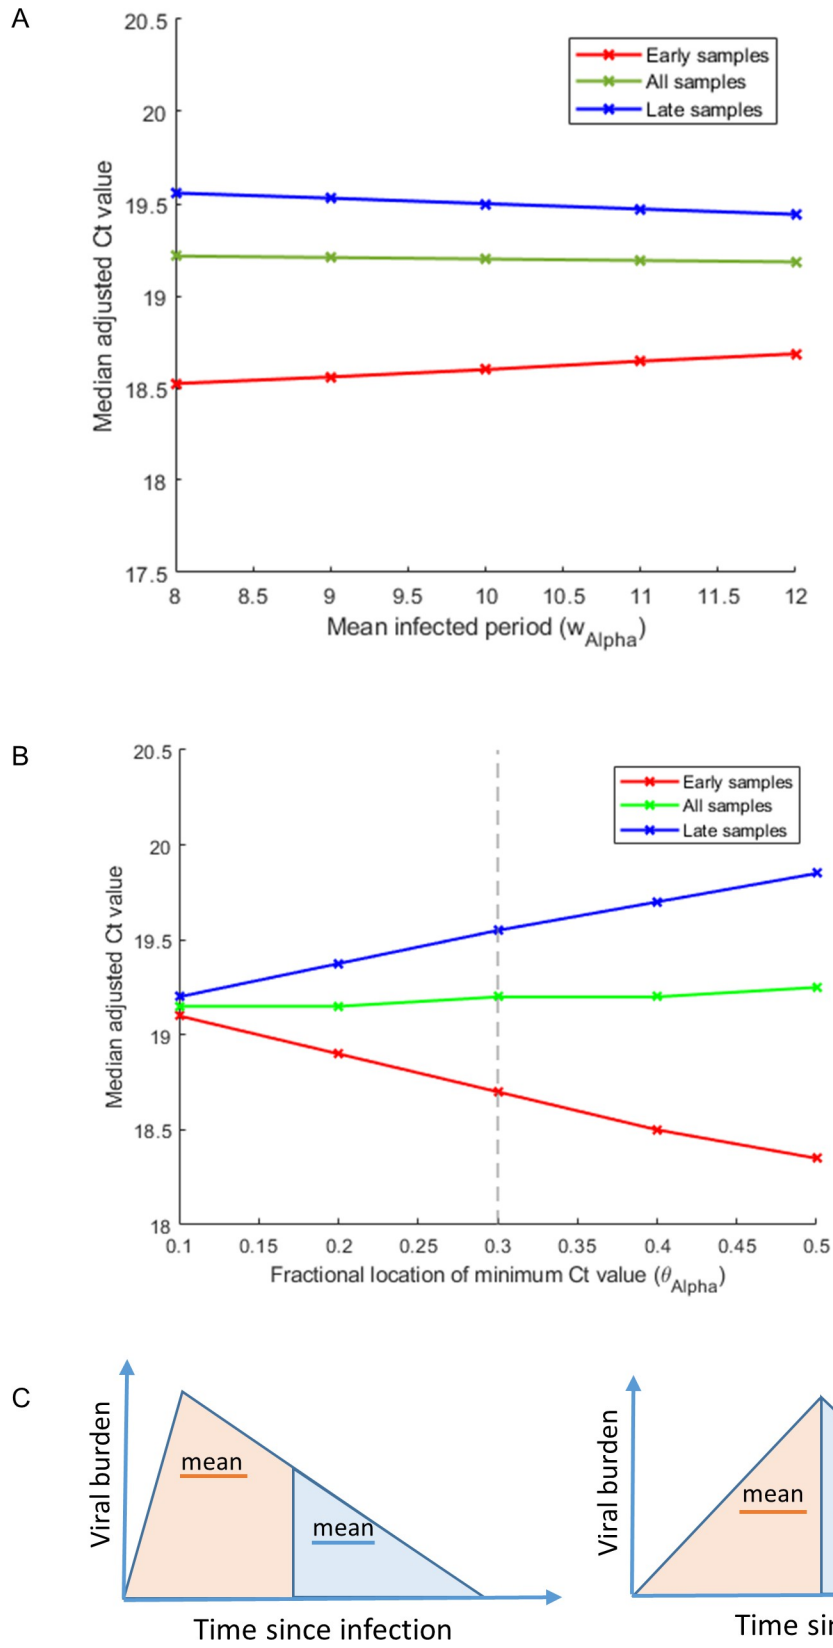 A
Median adjusted Ct value
20.5
20
19.5
19
18.5
18
17.5
Early samples
All samples
Late samples
8 8.5 9 9.5 10 10.5 11 11.5 12
Mean infected period (w_Alpha)
B
Median adjusted Ct value
20.5
20
19.5
19
18.5
18
Early samples
All samples
Late samples
0.1 0.15 0.2 0.25 0.3 0.35 0.4 0.45 0.5
Fractional location of minimum Ct value (θ_Alpha)
C
Viral burden
mean
mean
Time since infection
Viral burden
mean
Time sin